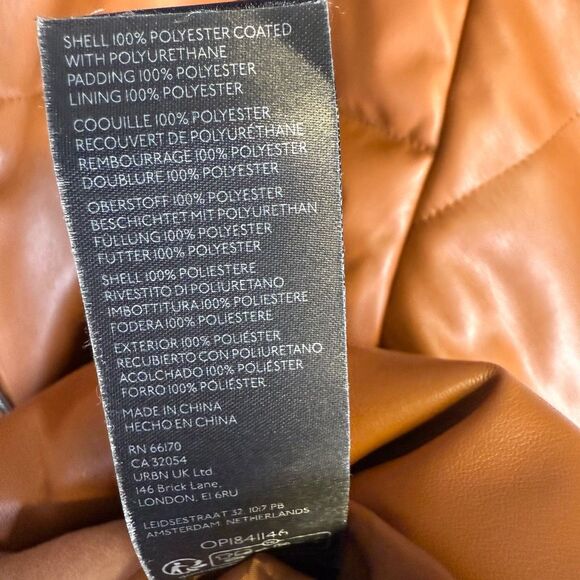 SHELL 100% POLYESTER COATED
WITH POLYURETHANE
PADDING 100% POLYESTER
LINING 100% POLYESTER
COOUILLE 100% POLYESTER
RECOUVERT DE POLYURÉTHANE
REMBOURRAGE 100% POLYESTER
DOUBLURE 100% POLYESTER
OBERSTOFF 100% POLYESTER
BESCHICHTET MIT POLYURETHAN
FÜLLUNG 100% POLYESTER
FUTTER 100% POLYESTER
SHELL 100% POLIESTERE
RIVESTITO DI POLIURETANO
IMBOTTITURA 100% POLIESTERE
FODERA 100% POLIESTERE
EXTERIOR 100% POLIÉSTER
RECUBIERTO CON POLIURETANO
ACOLCHADO 100% POLIÉSTER
FORRO 100% POLIÉSTER
MADE IN CHINA
HECHO EN CHINA
RN 66170
CA 32054
URBN UK Ltd
146 Brick Lane,
LONDON, E1 6RU
LEIDSESTRAAT 32, 1017 PB
AMSTERDAM, NETHERLANDS
OP1841146